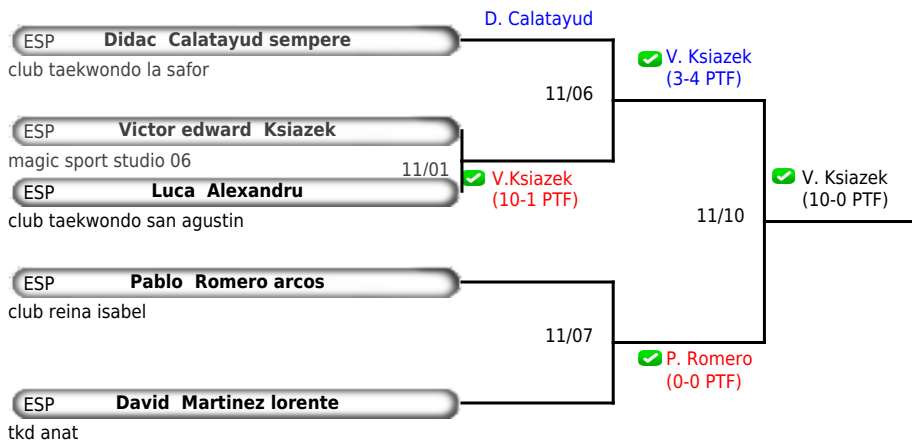 D. Calatayud
ESP Didac Calatayud sempere
club taekwondo la safor
V. Ksiazek
(3-4 PTF)
11/06
ESP Victor edward Ksiazek
magic sport studio 06
11/01
V.Ksiazek
(10-1 PTF)
ESP Luca Alexandru
club taekwondo san agustin
V. Ksiazek
(10-0 PTF)
11/10
ESP Pablo Romero arcos
club reina isabel
11/07
P. Romero
(0-0 PTF)
ESP David Martinez lorente
tkd anat